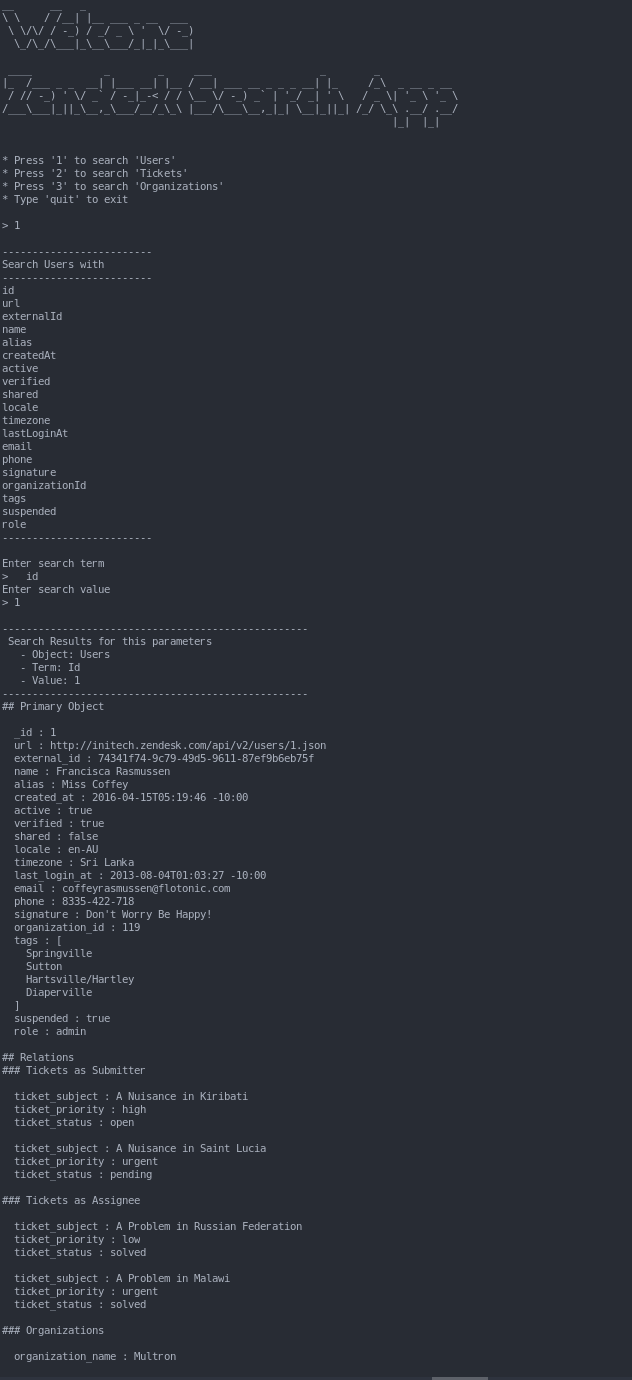 Welcome
Zendesk Search App
* Press '1' to search 'Users'
* Press '2' to search 'Tickets'
* Press '3' to search 'Organizations'
* Type 'quit' to exit
> 1
-------------------------
Search Users with
-------------------------
id
url
externalId
name
alias
createdAt
active
verified
shared
locale
timezone
lastLoginAt
email
phone
signature
organizationId
tags
suspended
role
-------------------------
Enter search term
>   id
Enter search value
> 1
---------------------------------------------------
 Search Results for this parameters
   - Object: Users
   - Term: Id
   - Value: 1
---------------------------------------------------
## Primary Object
  _id : 1
  url : http://initech.zendesk.com/api/v2/users/1.json
  external_id : 74341f74-9c79-49d5-9611-87ef9b6eb75f
  name : Francisca Rasmussen
  alias : Miss Coffey
  created_at : 2016-04-15T05:19:46 -10:00
  active : true
  verified : true
  shared : false
  locale : en-AU
  timezone : Sri Lanka
  last_login_at : 2013-08-04T01:03:27 -10:00
  email : coffeyrasmussen@flotonic.com
  phone : 8335-422-718
  signature : Don't Worry Be Happy!
  organization_id : 119
  tags : [
    Springville
    Sutton
    Hartsville/Hartley
    Diaperville
  ]
  suspended : true
  role : admin
## Relations
### Tickets as Submitter
  ticket_subject : A Nuisance in Kiribati
  ticket_priority : high
  ticket_status : open
  ticket_subject : A Nuisance in Saint Lucia
  ticket_priority : urgent
  ticket_status : pending
### Tickets as Assignee
  ticket_subject : A Problem in Russian Federation
  ticket_priority : low
  ticket_status : solved
  ticket_subject : A Problem in Malawi
  ticket_priority : urgent
  ticket_status : solved
### Organizations
  organization_name : Multron